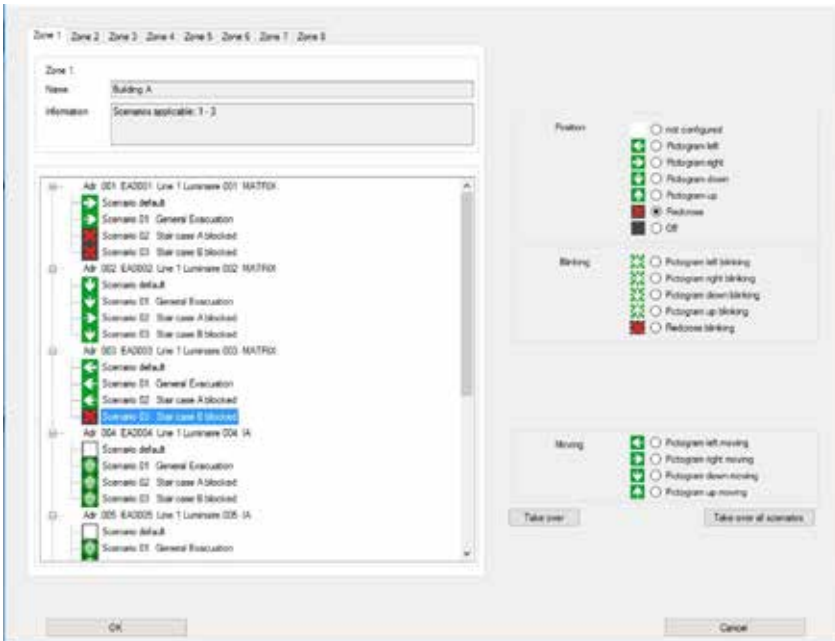 Zone 1 Zone 2 Zone 3 Zone 4 Zone 5 Zone 6 Zone 7 Zone 8
Zone 1
Name Building A
Information Scenarios applicable: 1 - 3
Adr 001 EA0001 Line 1 Luminaire 001 MATRIX
Scenario default
Scenario 01 General Evacuation
Scenario 02 Stair case A blocked
Scenario 03 Stair case B blocked
Adr 002 EA0002 Line 1 Luminaire 002 MATRIX
Scenario default
Scenario 01 General Evacuation
Scenario 02 Stair case A blocked
Scenario 03 Stair case B blocked
Adr 003 EA0003 Line 1 Luminaire 003 MATRIX
Scenario default
Scenario 01 General Evacuation
Scenario 02 Stair case A blocked
Scenario 03 Stair case B blocked
Adr 004 EA0004 Line 1 Luminaire 004 IA
Scenario default
Scenario 01 General Evacuation
Scenario 02 Stair case A blocked
Scenario 03 Stair case B blocked
Adr 005 EA0005 Line 1 Luminaire 005 IA
Scenario default
Scenario 01 General Evacuation
Position
not configured
Pictogram left
Pictogram right
Pictogram down
Pictogram up
Redcross
Off
Blinking
Pictogram left blinking
Pictogram right blinking
Pictogram down blinking
Pictogram up blinking
Redcross blinking
Moving
Pictogram left moving
Pictogram right moving
Pictogram down moving
Pictogram up moving
Take over
Take over all scenarios
OK
Cancel